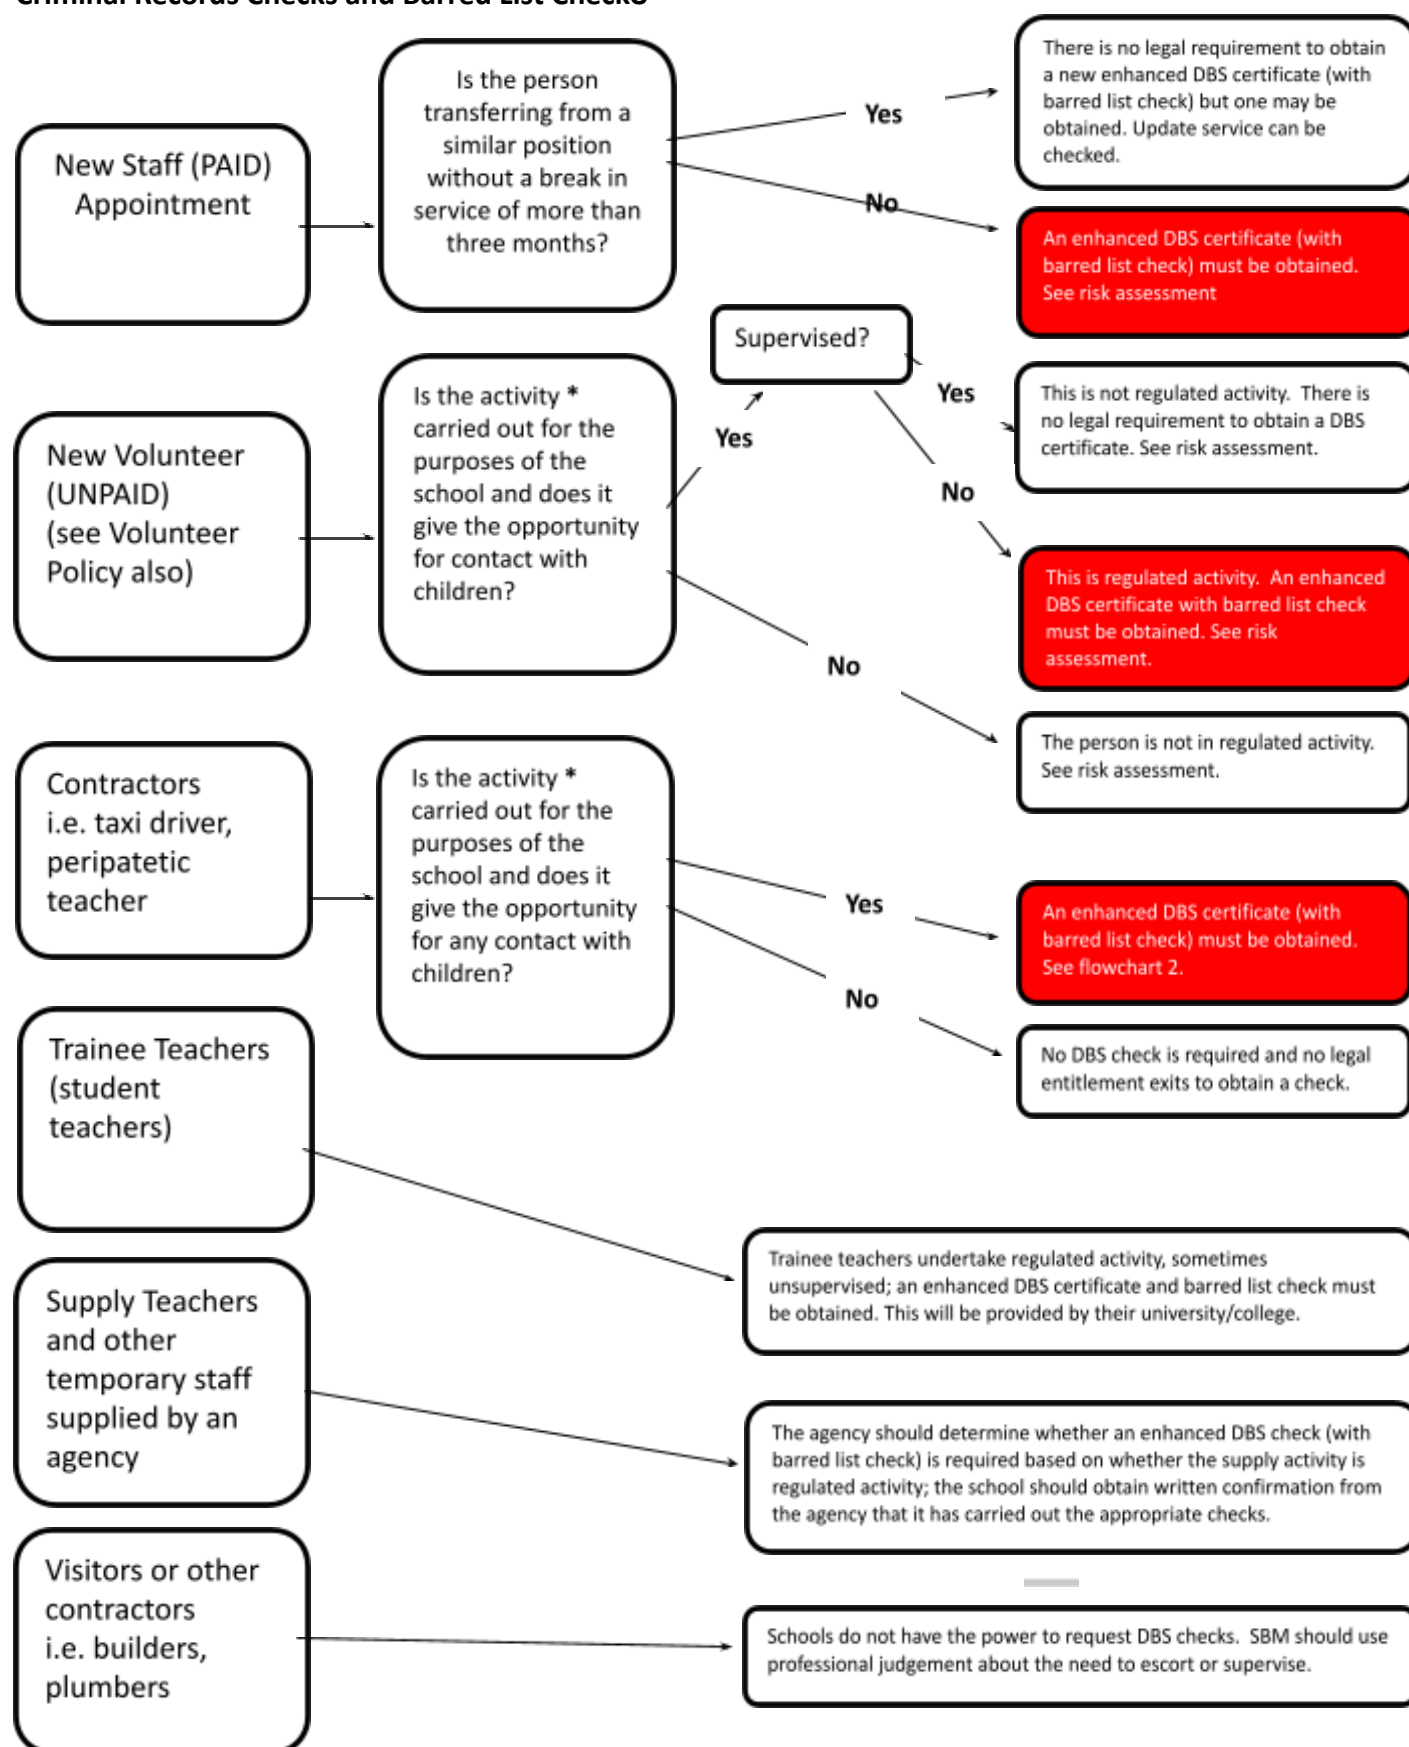 Criminal Records Checks and Barred List Check
New Staff (PAID)
Appointment
Is the person
transferring from a
similar position
without a break in
service of more than
three months?
Yes
No
There is no legal requirement to obtain
a new enhanced DBS certificate (with
barred list check) but one may be
obtained. Update service can be
checked.
An enhanced DBS certificate (with
barred list check) must be obtained.
See risk assessment
New Volunteer
(UNPAID)
(see Volunteer
Policy also)
Is the activity *
carried out for the
purposes of the
school and does it
give the opportunity
for contact with
children?
Yes
No
Supervised?
Yes
No
This is not regulated activity. There is
no legal requirement to obtain a DBS
certificate. See risk assessment.
This is regulated activity. An enhanced
DBS certificate with barred list check
must be obtained. See risk
assessment.
The person is not in regulated activity.
See risk assessment.
Contractors
i.e. taxi driver,
peripatetic
teacher
Is the activity *
carried out for the
purposes of the
school and does it
give the opportunity
for any contact with
children?
Yes
No
An enhanced DBS certificate (with
barred list check) must be obtained.
See flowchart 2.
No DBS check is required and no legal
entitlement exits to obtain a check.
Trainee Teachers
(student
teachers)
Trainee teachers undertake regulated activity, sometimes
unsupervised; an enhanced DBS certificate and barred list check must
be obtained. This will be provided by their university/college.
Supply Teachers
and other
temporary staff
supplied by an
agency
The agency should determine whether an enhanced DBS check (with
barred list check) is required based on whether the supply activity is
regulated activity; the school should obtain written confirmation from
the agency that it has carried out the appropriate checks.
Visitors or other
contractors
i.e. builders,
plumbers
Schools do not have the power to request DBS checks. SBM should use
professional judgement about the need to escort or supervise.